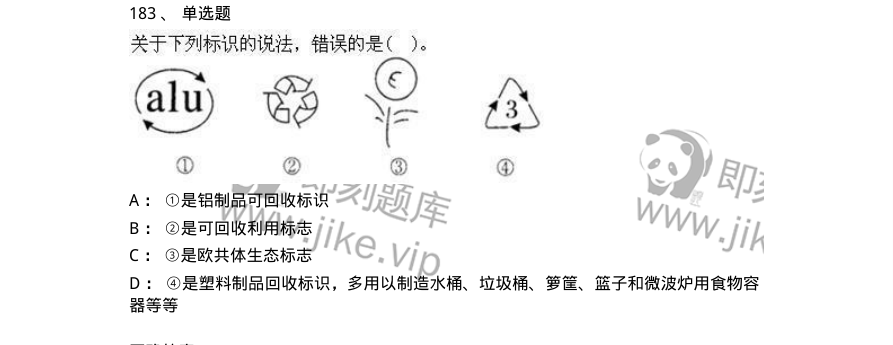 183 、 单选题
关于下列标识的说法，错误的是( )。
alu
€
3
① ② ③ ④
即刻题库
www.jike.vip
A： ①是铝制品可回收标识
B： ②是可回收利用标志
C： ③是欧共体生态标志
D： ④是塑料制品回收标识，多用以制造水桶、垃圾桶、箩筐、篮子和微波炉用食物容
器等等